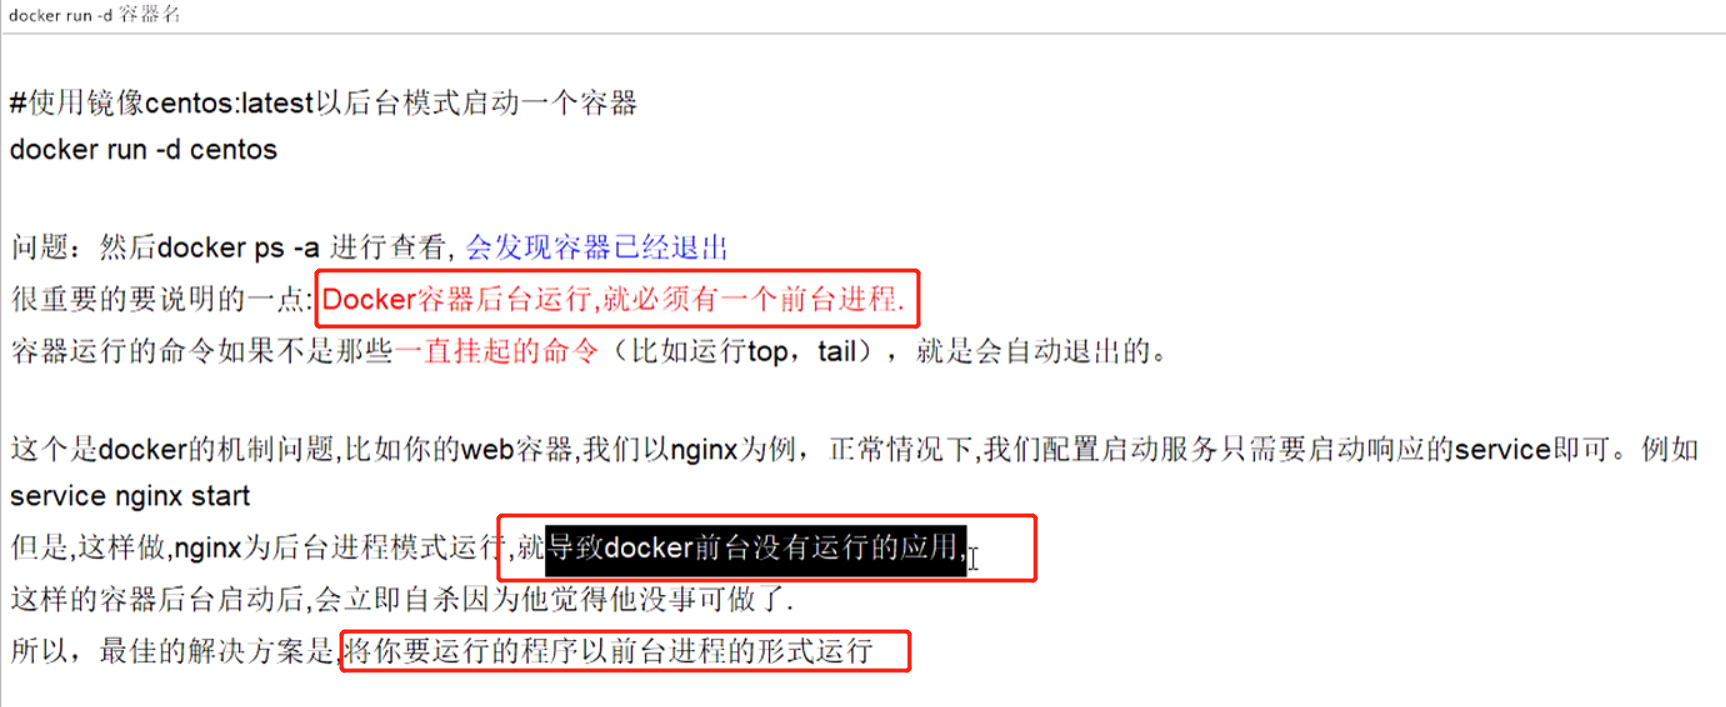 docker run -d 容器名
#使用镜像centos:latest以后台模式启动一个容器
docker run -d centos
问题：然后docker ps -a 进行查看, 会发现容器已经退出
很重要的要说明的一点: Docker容器后台运行,就必须有一个前台进程.
容器运行的命令如果不是那些一直挂起的命令（比如运行top，tail），就是会自动退出的。
这个是docker的机制问题,比如你的web容器,我们以nginx为例，正常情况下,我们配置启动服务只需要启动响应的service即可。例如
service nginx start
但是,这样做,nginx为后台进程模式运行,就导致docker前台没有运行的应用,
这样的容器后台启动后,会立即自杀因为他觉得他没事可做了.
所以，最佳的解决方案是,将你要运行的程序以前台进程的形式运行